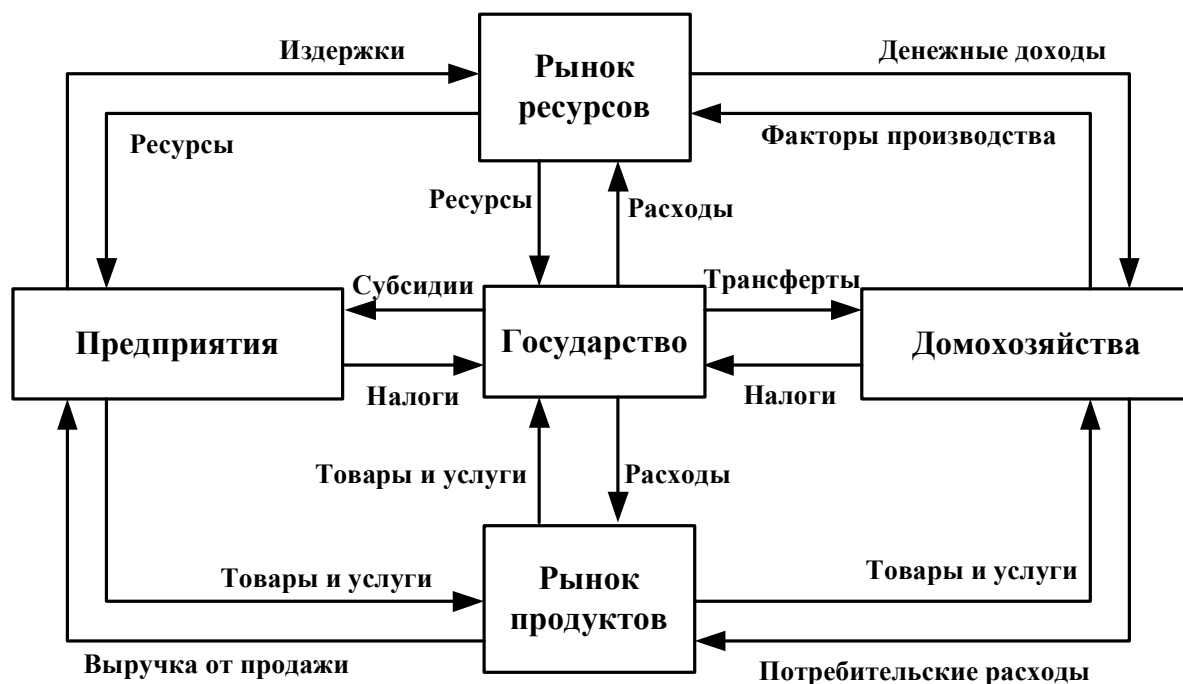 Издержки
Рынок
ресурсов
Денежные доходы
Ресурсы
Факторы производства
Ресурсы
Расходы
Субсидии
Трансферты
Предприятия
Государство
Домохозяйства
Налоги
Налоги
Товары и услуги
Расходы
Товары и услуги
Рынок
продуктов
Товары и услуги
Выручка от продажи
Потребительские расходы